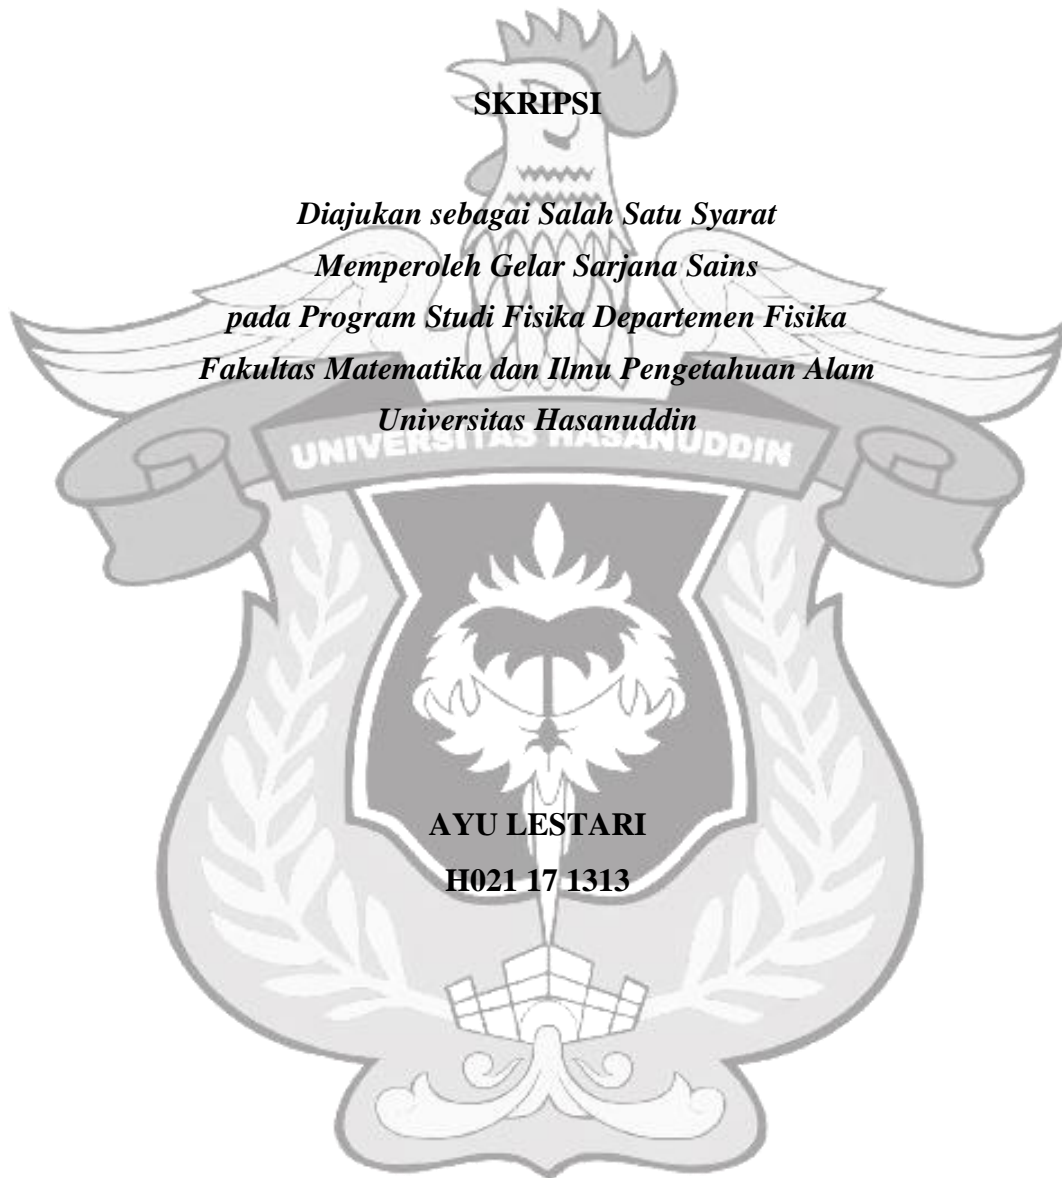 SKRIPSI
Diajukan sebagai Salah Satu Syarat
Memperoleh Gelar Sarjana Sains
pada Program Studi Fisika Departemen Fisika
Fakultas Matematika dan Ilmu Pengetahuan Alam
Universitas Hasanuddin
UNIVERSITAS HASANUDDIN
AYU LESTARI
H021 17 1313